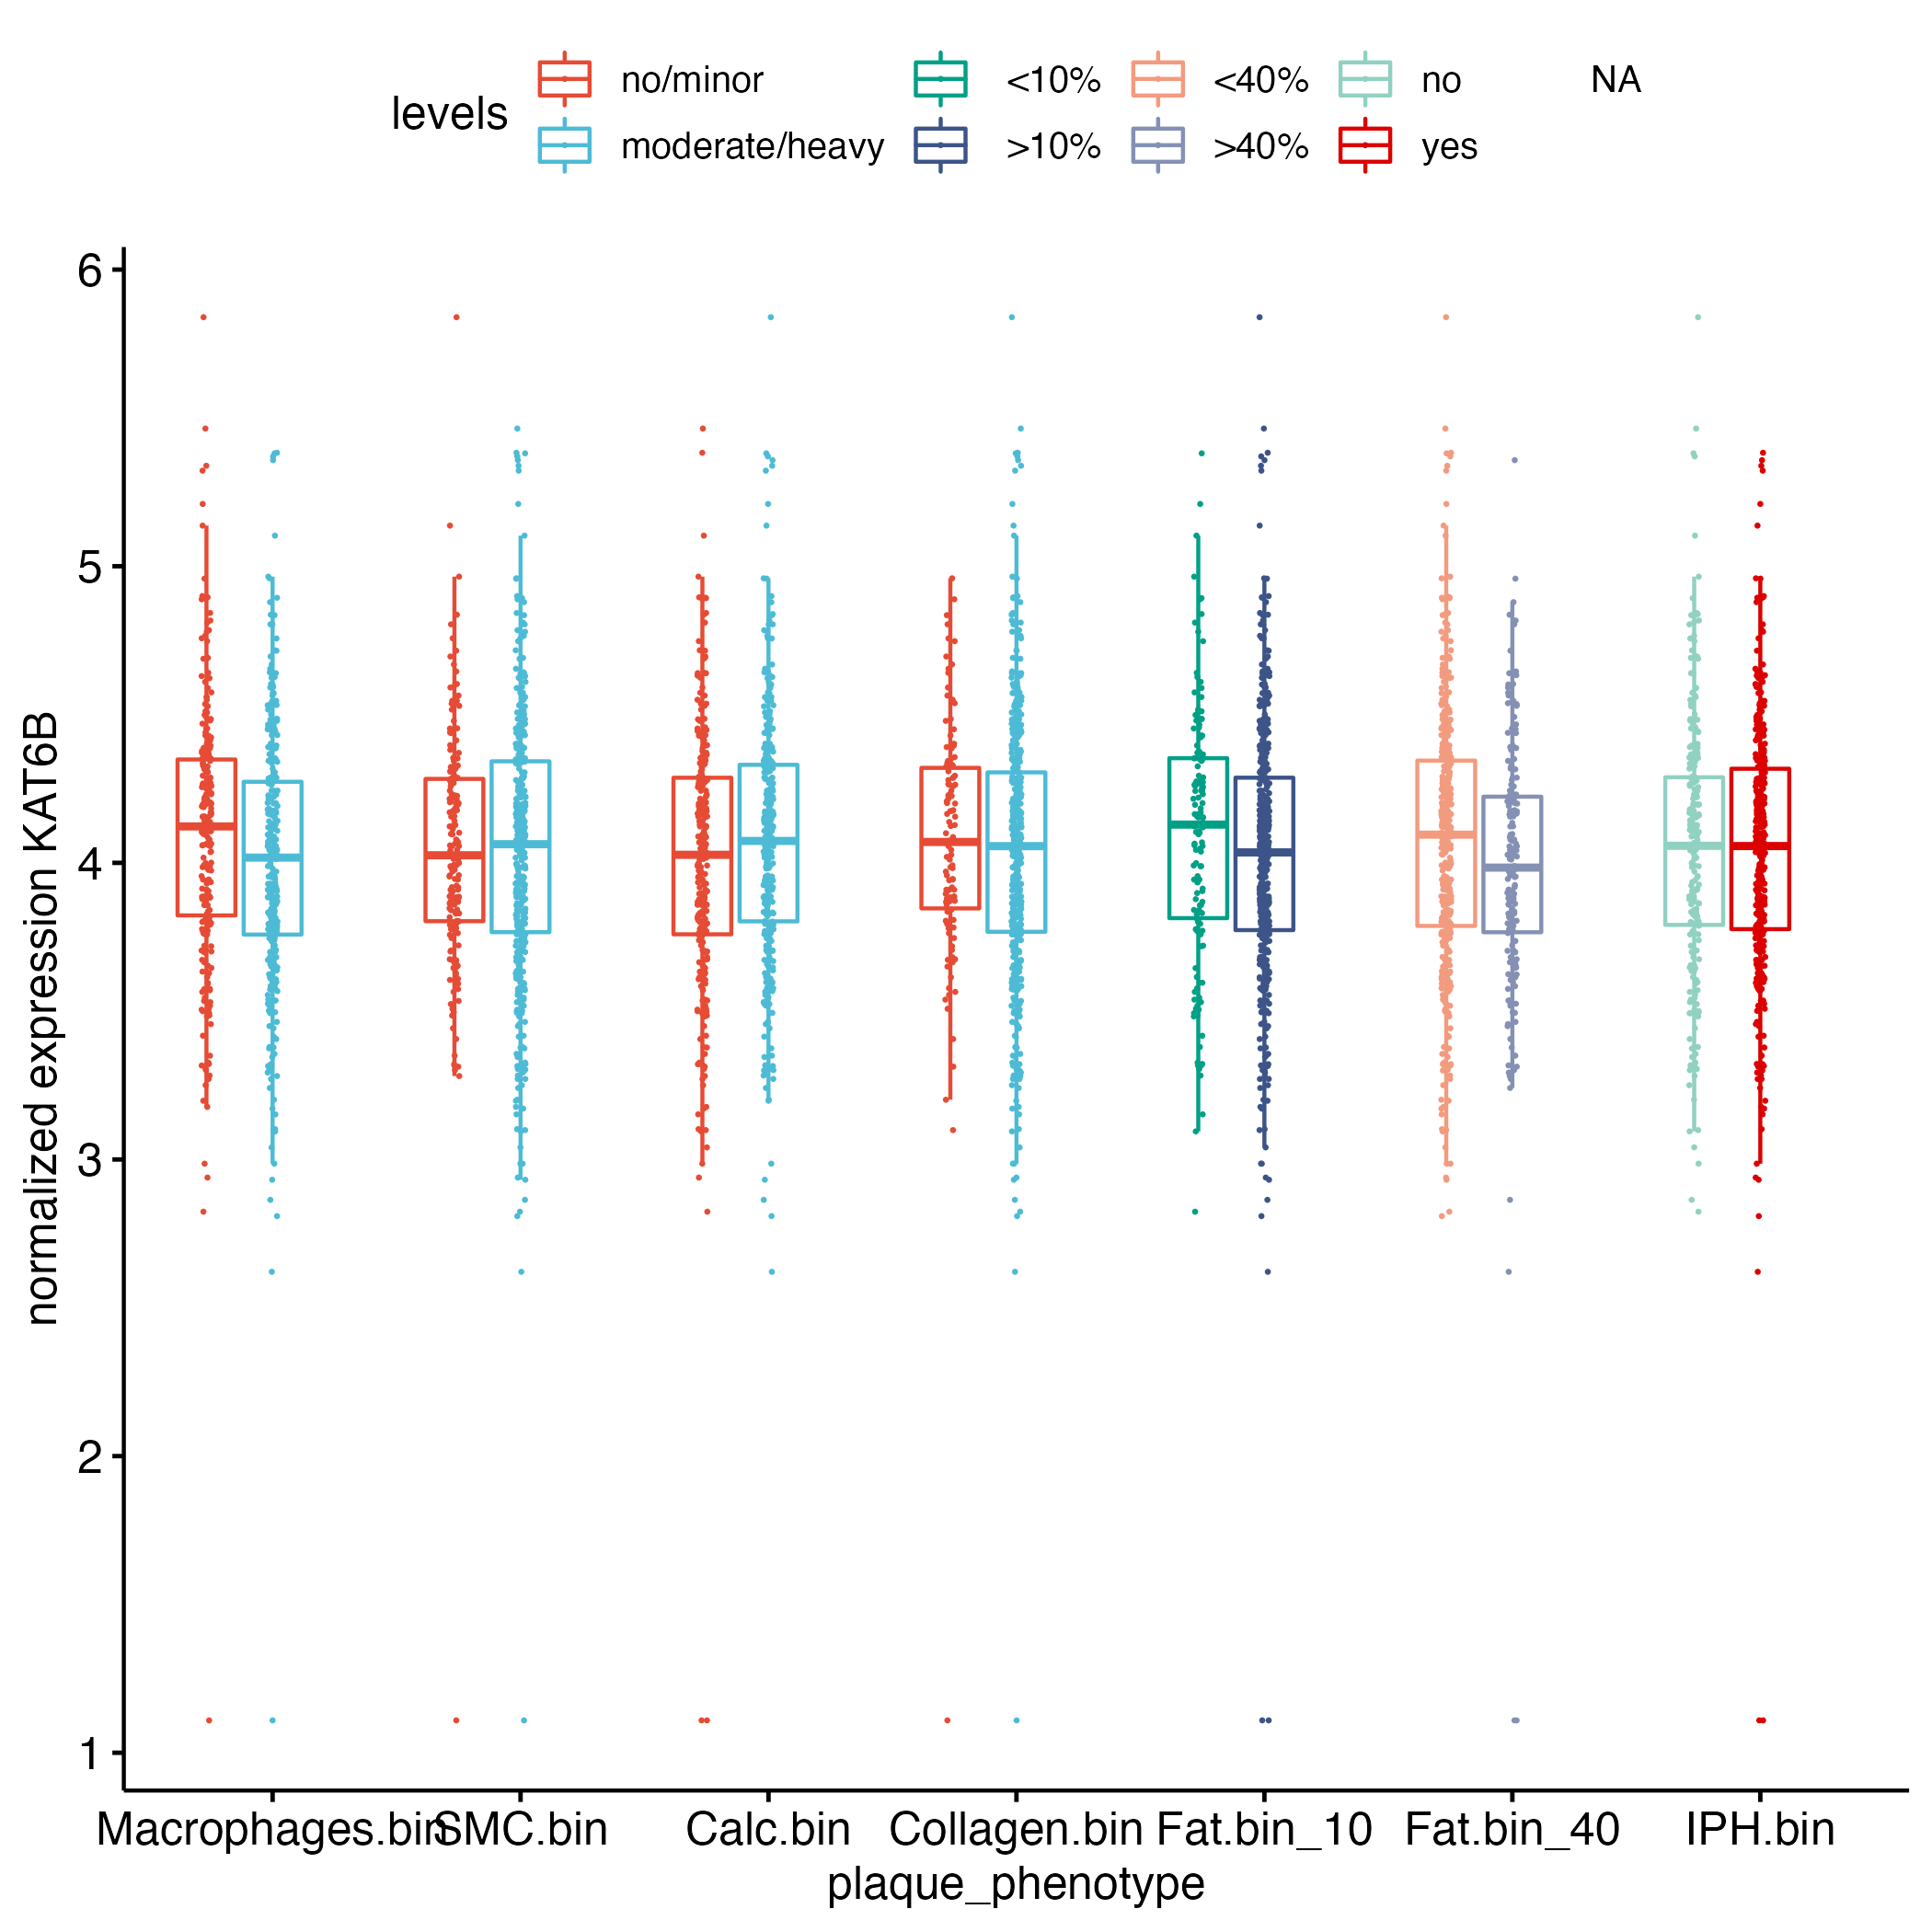 levels
no/minor
<10%
<40%
no
NA
moderate/heavy
>10%
>40%
yes
normalized expression KAT6B
6
5
4
3
2
1
Macrophages.bin
SMC.bin
Calc.bin
Collagen.bin
Fat.bin_10
Fat.bin_40
IPH.bin
plaque_phenotype